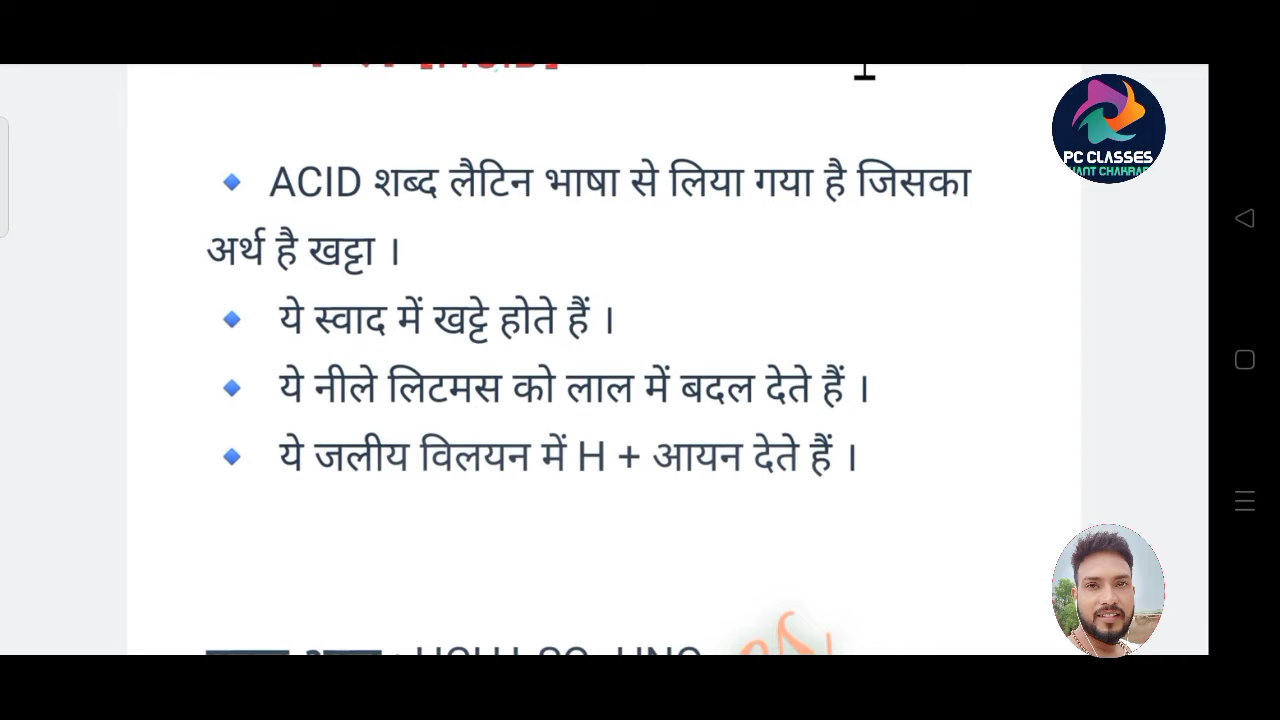 PC CLASSES
ACID शब्द लैटिन भाषा से लिया गया है जिसका
अर्थ है खट्टा ।
ये स्वाद में खट्टे होते हैं ।
ये नीले लिटमस को लाल में बदल देते हैं ।
ये जलीय विलयन में H + आयन देते हैं ।